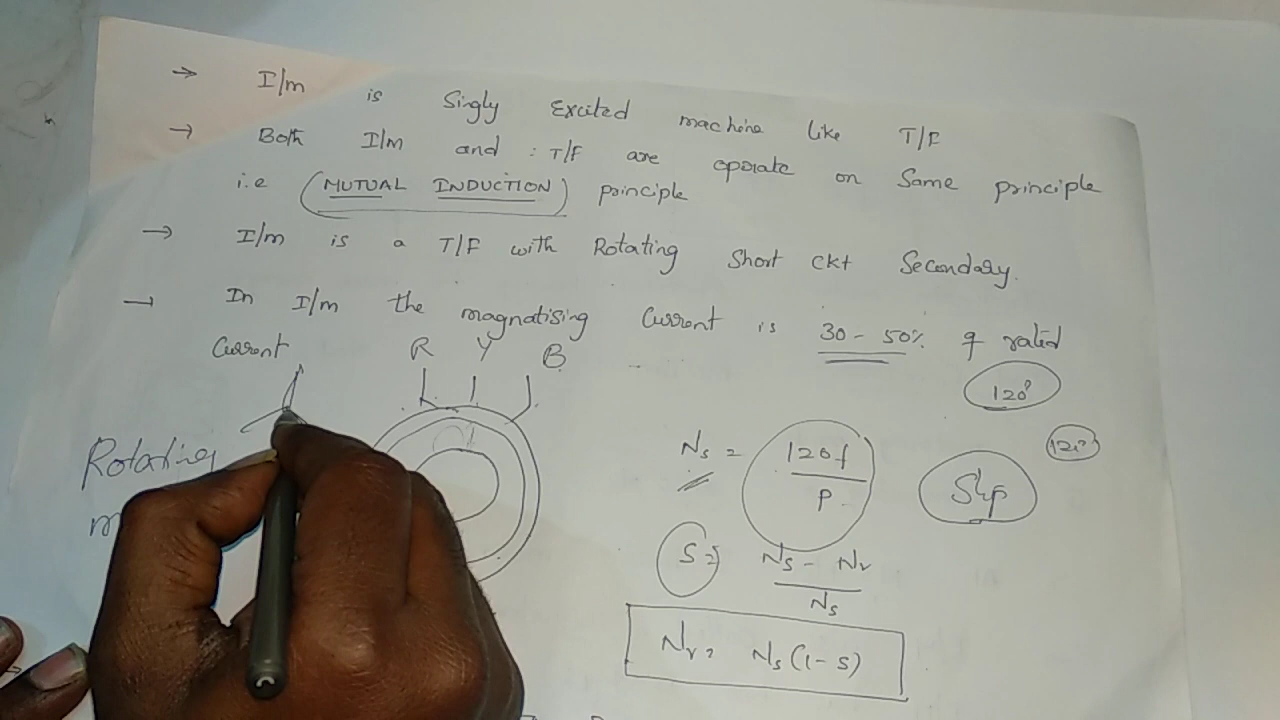 → I/m is Singly Excited machine like T/F
→ Both I/m and : T/F are operate on Same principle
i.e (MUTUAL INDUCTION) principle
→ I/m is a T/F with Rotating Short ckt Secondary.
→ In I/m the magnatising Current is 30 - 50% of rated
Current
R Y B
120°
Rotating
m
Ns = 120f / P.
Slip
120
S = Ns - Nr / Ns
Nr = Ns (1 - s)